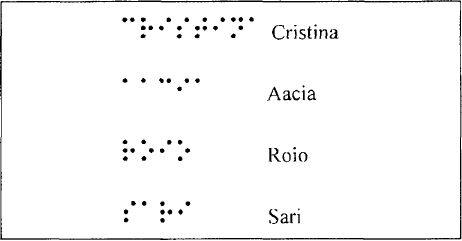 ⠉⠗⠊⠎⠞⠊⠝⠁ Cristina
⠁⠁⠉⠊⠁ Aacia
⠗⠕⠊⠕ Roio
⠎⠁⠗⠊ Sari